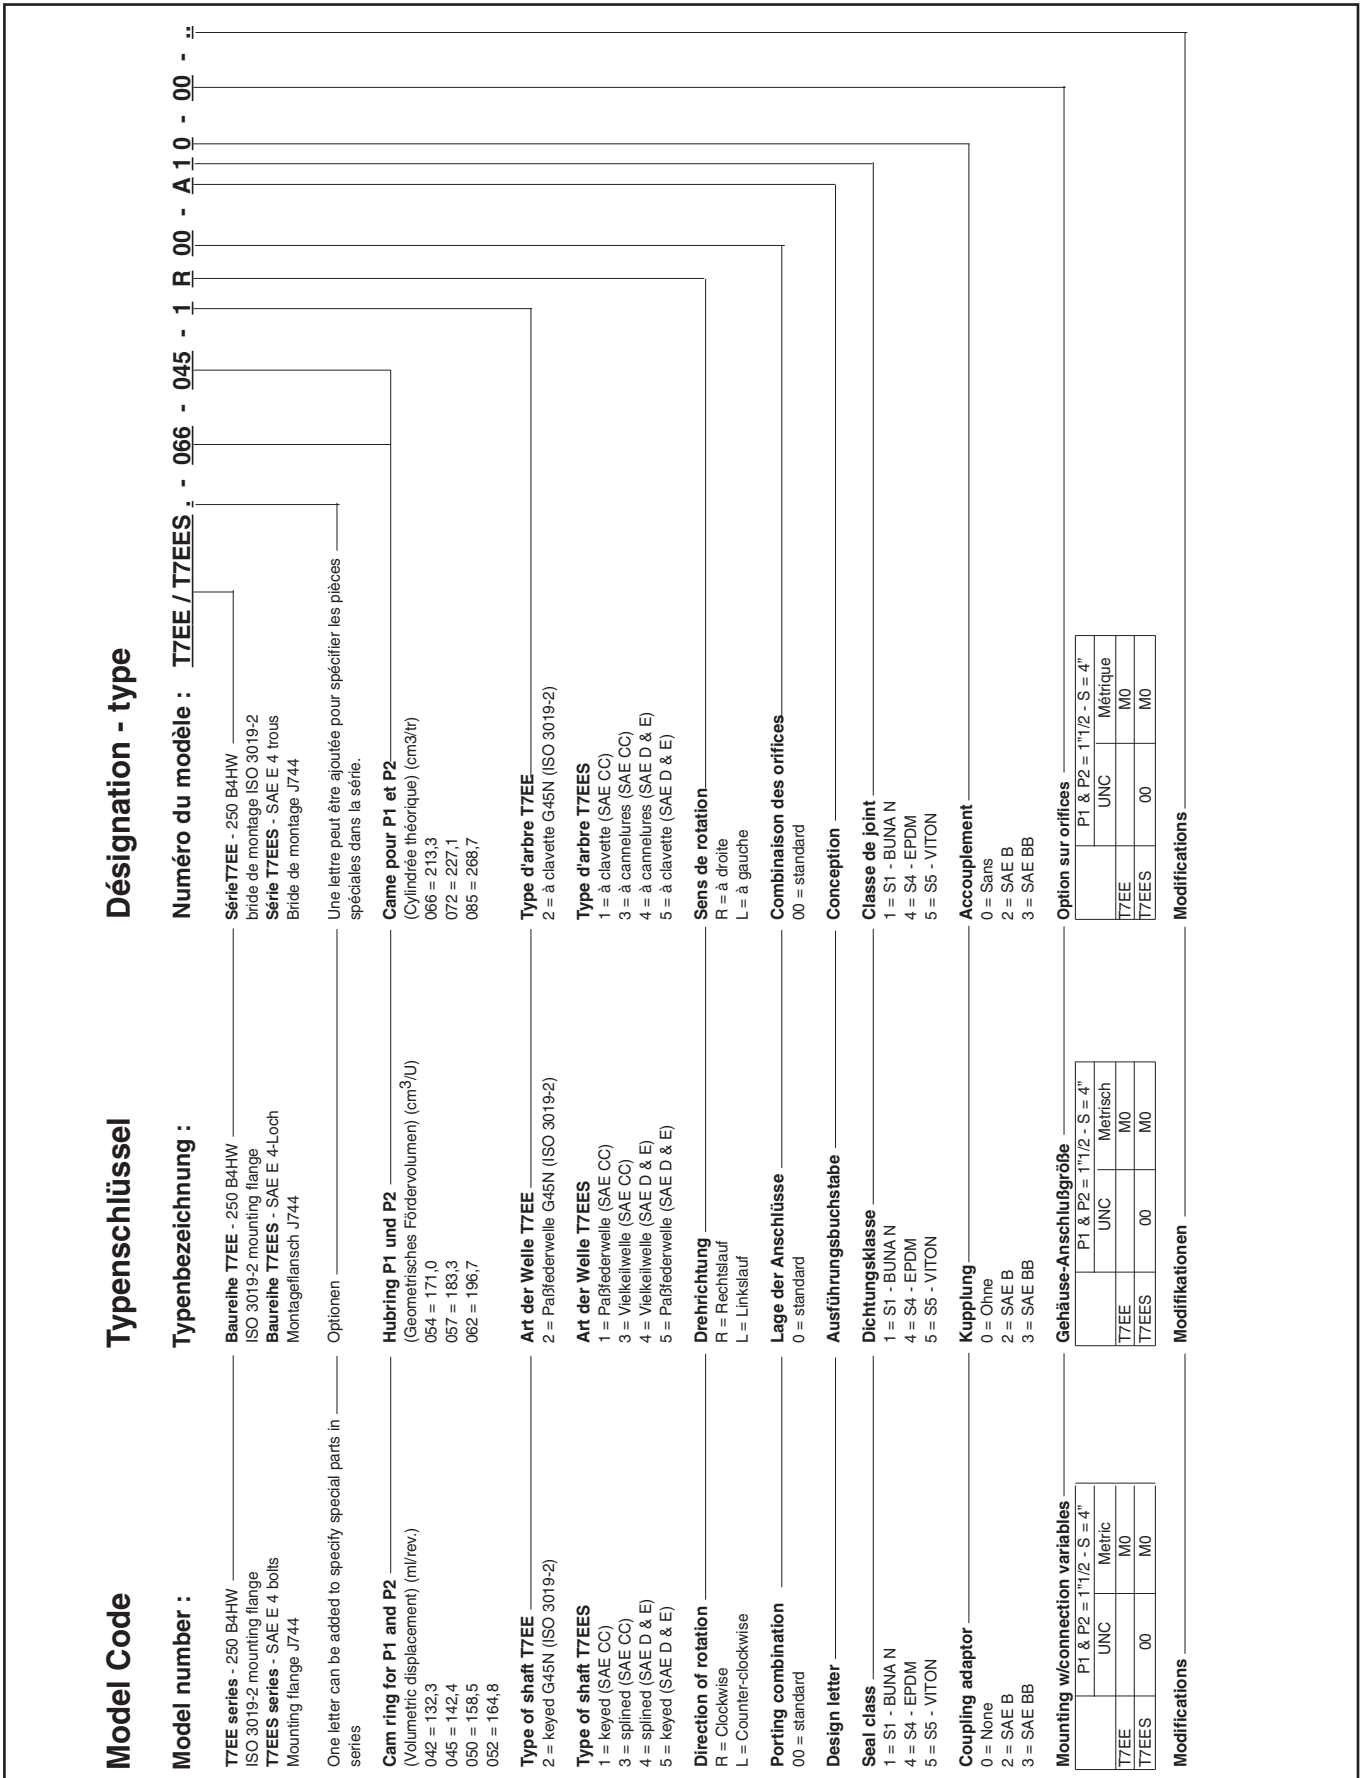 Model Code
Model number :
T7EE series - 250 B4HW
ISO 3019-2 mounting flange
T7EES series - SAE E 4 bolts
Mounting flange J744
One letter can be added to specify special parts in
series
Cam ring for P1 and P2
(Volumetric displacement) (ml/rev.)
042 = 132,3
045 = 142,4
050 = 158,5
052 = 164,8
Type of shaft T7EE
2 = keyed G45N (ISO 3019-2)
Type of shaft T7EES
1 = keyed (SAE CC)
3 = splined (SAE CC)
4 = splined (SAE D & E)
5 = keyed (SAE D & E)
Direction of rotation
R = Clockwise
L = Counter-clockwise
Porting combination
00 = standard
Design letter
Seal class
1 = S1 - BUNA N
4 = S4 - EPDM
5 = S5 - VITON
Coupling adaptor
0 = None
2 = SAE B
3 = SAE BB
Mounting w/connection variables
P1 & P2 = 1"1/2 - S = 4"
UNC Metric
T7EE M0
T7EES 00 M0
Modifications
Typenschlüssel
Typenbezeichnung :
Baureihe T7EE - 250 B4HW
ISO 3019-2 mounting flange
Baureihe T7EES - SAE E 4-Loch
Montageflansch J744
Optionen
Hubring P1 und P2
(Geometrisches Fördervolumen) (cm³/U)
054 = 171,0
057 = 183,3
062 = 196,7
Art der Welle T7EE
2 = Paßfederwelle G45N (ISO 3019-2)
Art der Welle T7EES
1 = Paßfederwelle (SAE CC)
3 = Vielkeilwelle (SAE CC)
4 = Vielkeilwelle (SAE D & E)
5 = Paßfederwelle (SAE D & E)
Drehrichtung
R = Rechtslauf
L = Linkslauf
Lage der Anschlüsse
0 = standard
Ausführungsbuchstabe
Dichtungsklasse
1 = S1 - BUNA N
4 = S4 - EPDM
5 = S5 - VITON
Kupplung
0 = Ohne
2 = SAE B
3 = SAE BB
Gehäuse-Anschlußgröße
P1 & P2 = 1"1/2 - S = 4"
UNC Metrisch
T7EE M0
T7EES 00 M0
Modifikationen
Désignation - type
Numéro du modèle : T7EE / T7EES . - 066 - 045 - 1 R 00 - A 1 0 - 00 - ..
SérieT7EE - 250 B4HW
bride de montage ISO 3019-2
Série T7EES - SAE E 4 trous
Bride de montage J744
Une lettre peut être ajoutée pour spécifier les pièces
spéciales dans la série.
Came pour P1 et P2
(Cylindrée théorique) (cm3/tr)
066 = 213,3
072 = 227,1
085 = 268,7
Type d'arbre T7EE
2 = à clavette G45N (ISO 3019-2)
Type d'arbre T7EES
1 = à clavette (SAE CC)
3 = à cannelures (SAE CC)
4 = à cannelures (SAE D & E)
5 = à clavette (SAE D & E)
Sens de rotation
R = à droite
L = à gauche
Combinaison des orifices
00 = standard
Conception
Classe de joint
1 = S1 - BUNA N
4 = S4 - EPDM
5 = S5 - VITON
Accouplement
0 = Sans
2 = SAE B
3 = SAE BB
Option sur orifices
P1 & P2 = 1"1/2 - S = 4"
UNC Métrique
T7EE M0
T7EES 00 M0
Modications